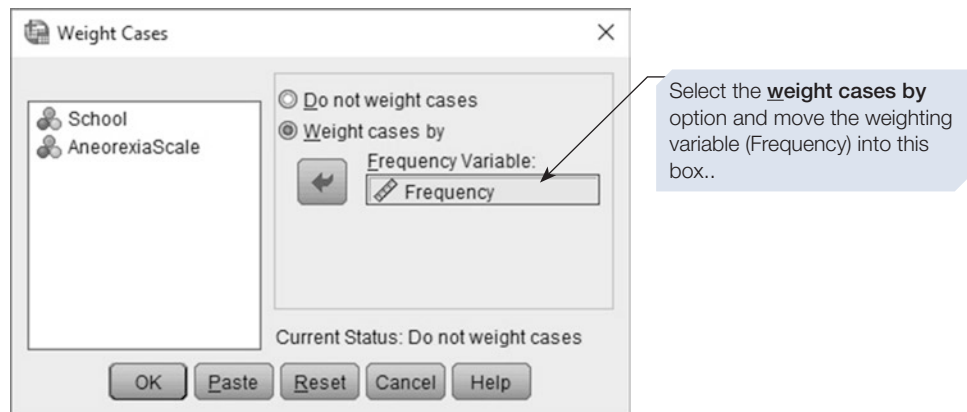 Weight Cases
School
AneorexiaScale
Do not weight cases
Weight cases by
Frequency Variable:
Frequency
Current Status: Do not weight cases
OK
Paste
Reset
Cancel
Help
Select the weight cases by
option and move the weighting
variable (Frequency) into this
box..